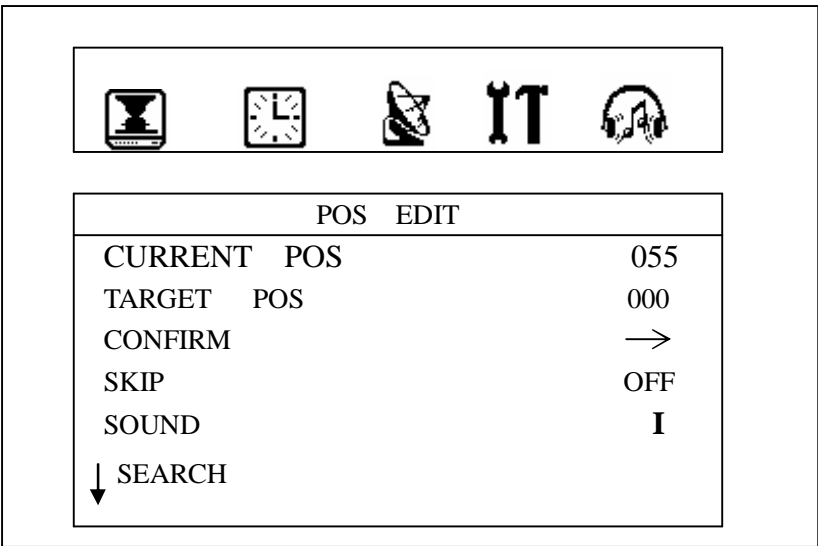 POS EDIT
CURRENT POS 055
TARGET POS 000
CONFIRM →
SKIP OFF
SOUND I
↓ SEARCH